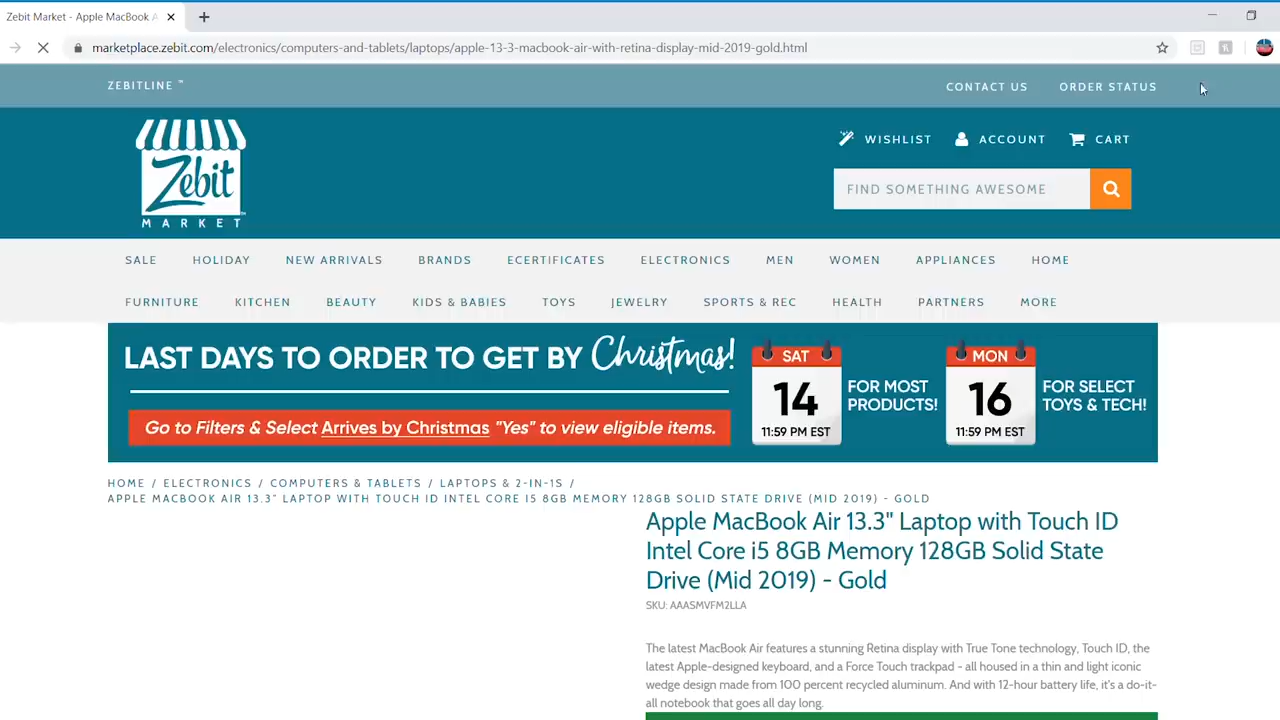 Zebit Market - Apple MacBook A
marketplace.zebit.com/electronics/computers-and-tablets/laptops/apple-13-3-macbook-air-with-retina-display-mid-2019-gold.html
ZEBITLINE ™
CONTACT US
ORDER STATUS
Zebit
MARKET
WISHLIST
ACCOUNT
CART
FIND SOMETHING AWESOME
SALE
HOLIDAY
NEW ARRIVALS
BRANDS
ECERTIFICATES
ELECTRONICS
MEN
WOMEN
APPLIANCES
HOME
FURNITURE
KITCHEN
BEAUTY
KIDS & BABIES
TOYS
JEWELRY
SPORTS & REC
HEALTH
PARTNERS
MORE
LAST DAYS TO ORDER TO GET BY Christmas!
Go to Filters & Select Arrives by Christmas "Yes" to view eligible items.
SAT
14
11:59 PM EST
FOR MOST
PRODUCTS!
MON
16
11:59 PM EST
FOR SELECT
TOYS & TECH!
HOME / ELECTRONICS / COMPUTERS & TABLETS / LAPTOPS & 2-IN-1S /
APPLE MACBOOK AIR 13.3" LAPTOP WITH TOUCH ID INTEL CORE I5 8GB MEMORY 128GB SOLID STATE DRIVE (MID 2019) - GOLD
Apple MacBook Air 13.3" Laptop with Touch ID
Intel Core i5 8GB Memory 128GB Solid State
Drive (Mid 2019) - Gold
SKU: AAASMVFM2LLA
The latest MacBook Air features a stunning Retina display with True Tone technology, Touch ID, the
latest Apple-designed keyboard, and a Force Touch trackpad - all housed in a thin and light iconic
wedge design made from 100 percent recycled aluminum. And with 12-hour battery life, it's a do-it-
all notebook that goes all day long.